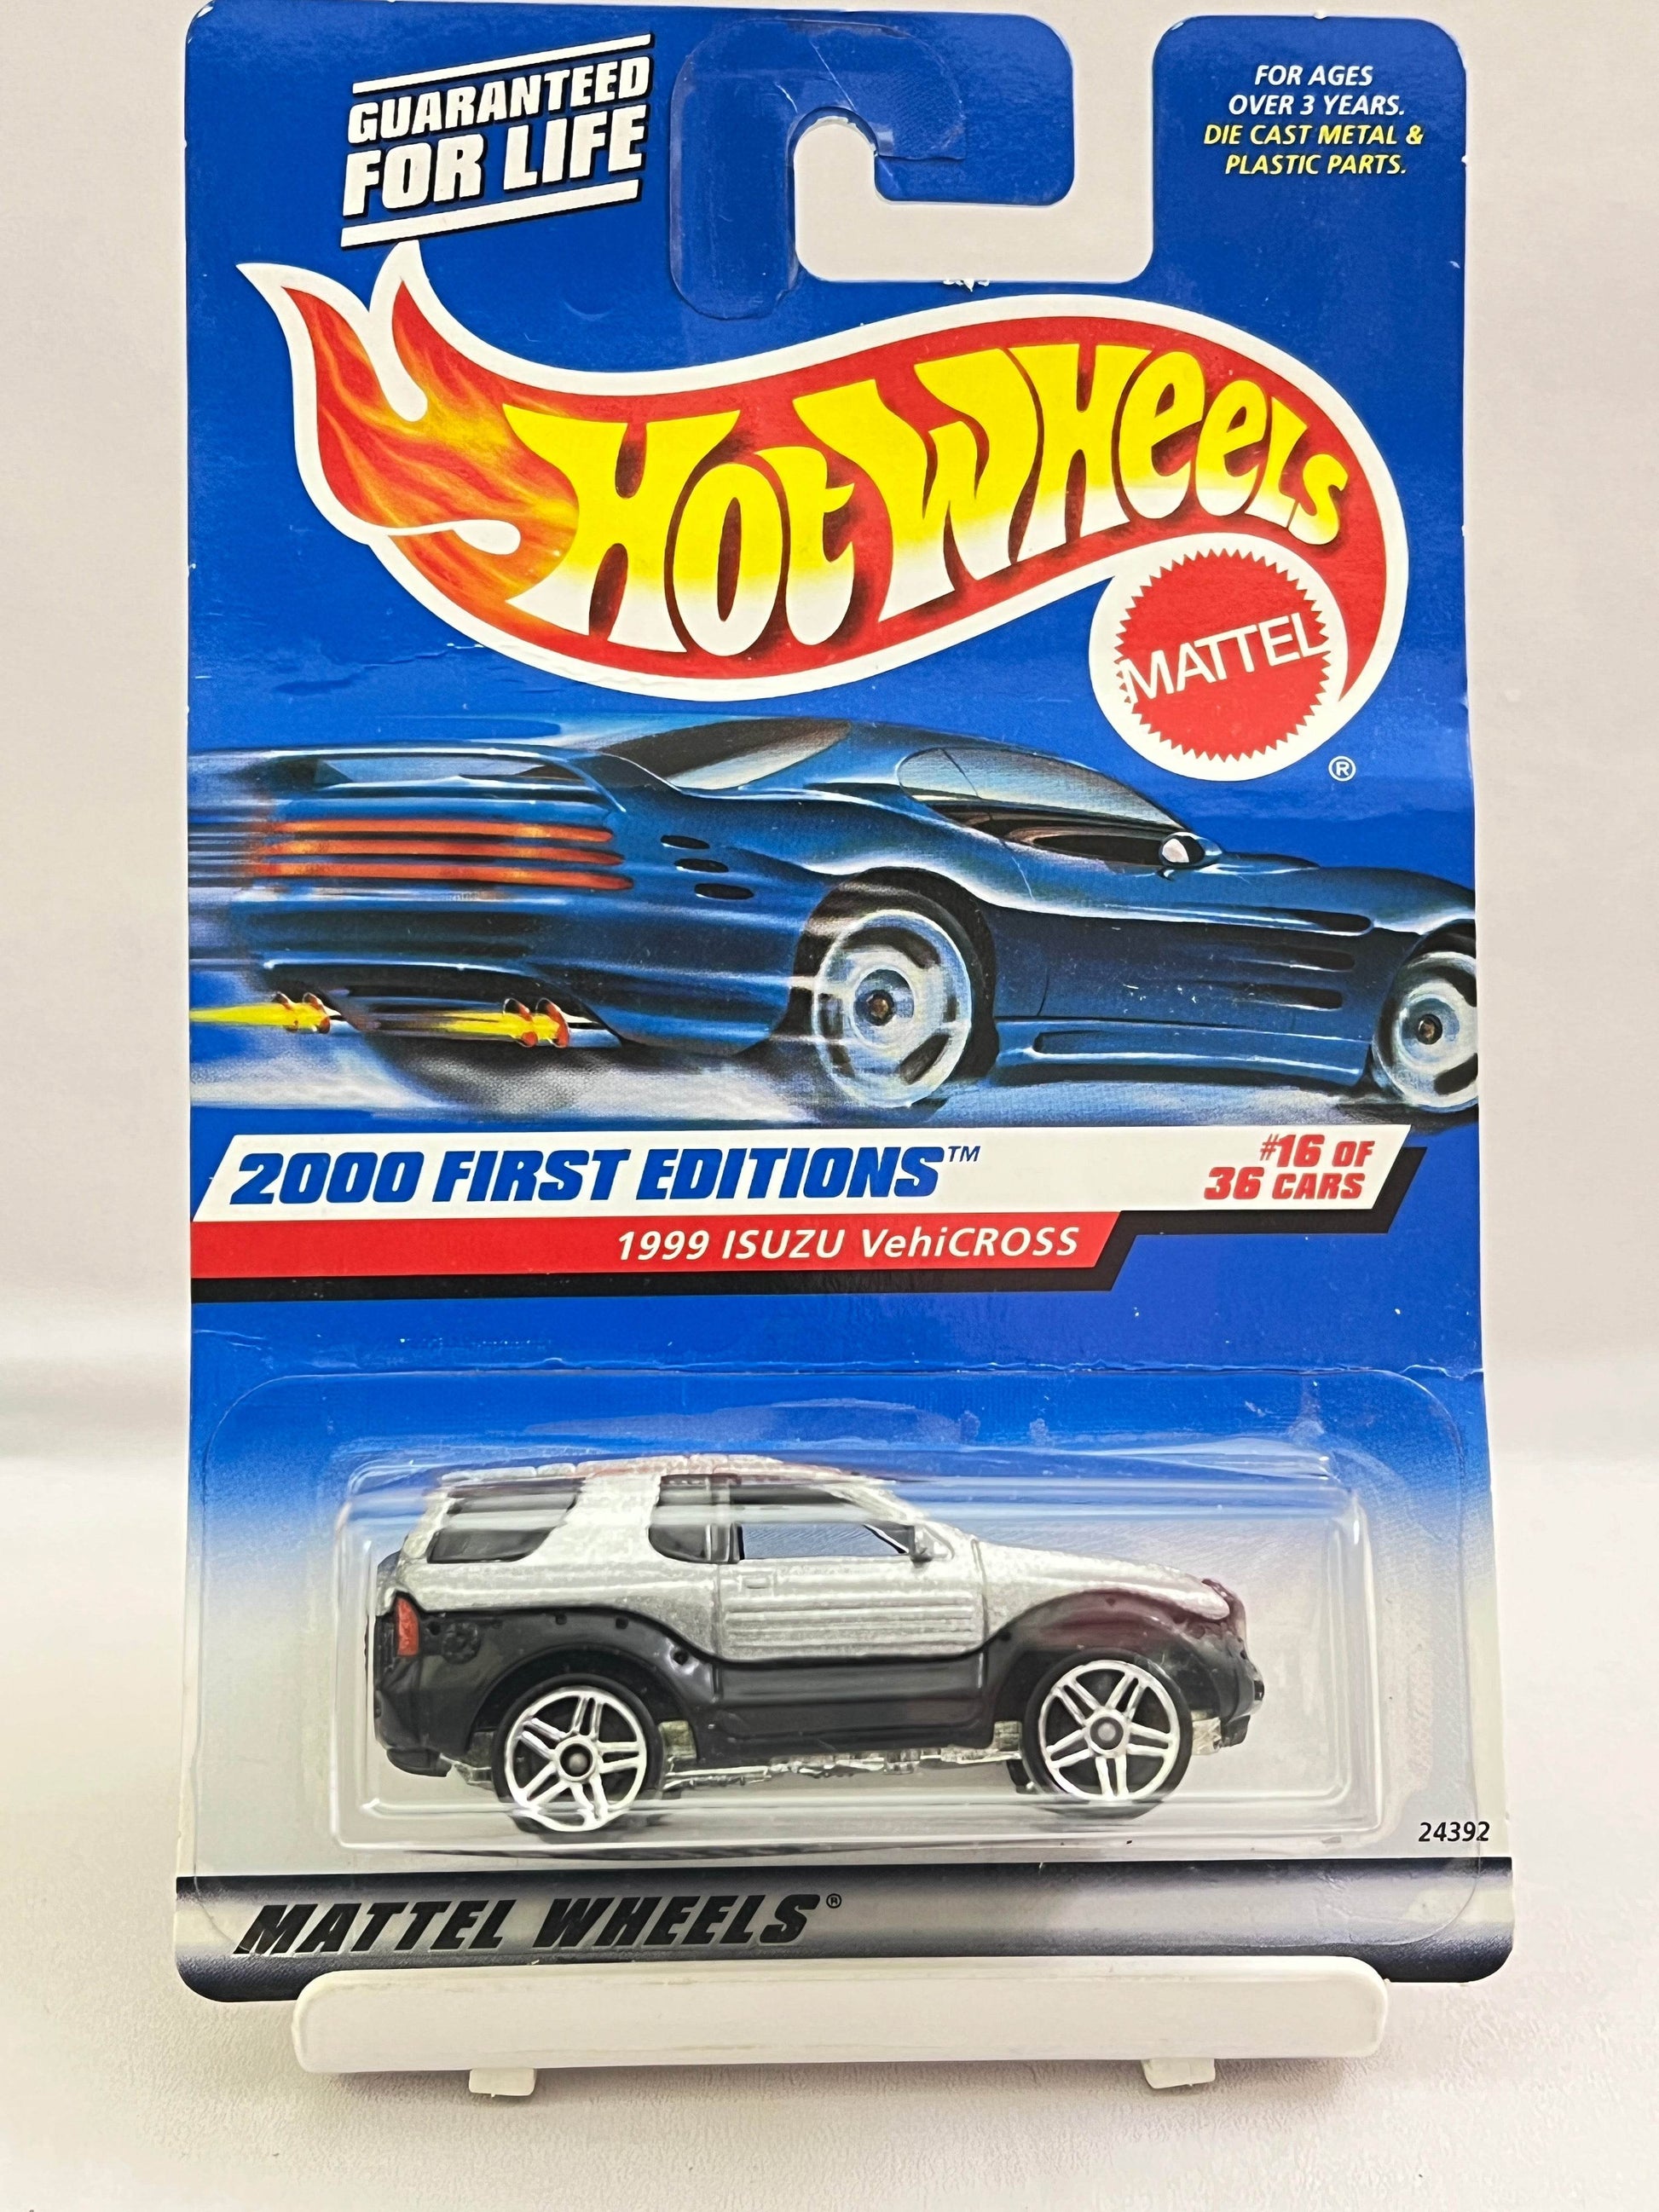 GUARANTEED
FOR LIFE
FOR AGES
OVER 3 YEARS.
DIE CAST METAL &
PLASTIC PARTS.
Hot Wheels
MATTEL
®
2000 FIRST EDITIONS™
#16 OF
36 CARS
1999 ISUZU VehiCROSS
24392
MATTEL WHEELS®